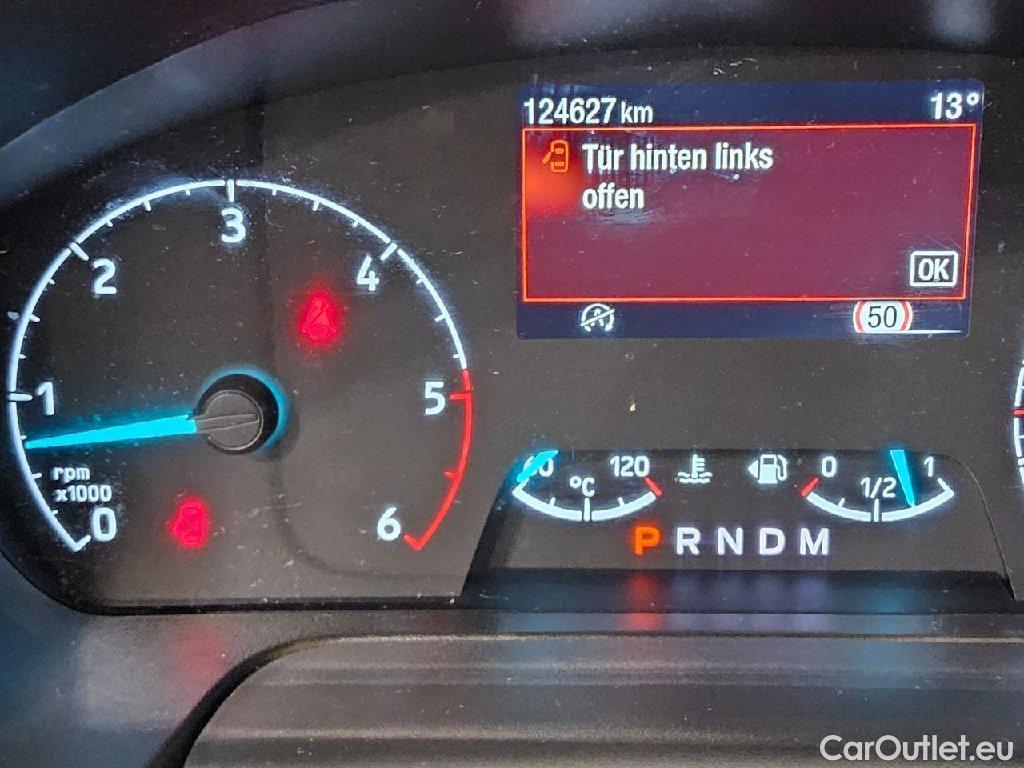 124627 km 13°
Tür hinten links
offen
OK
50
0 1 2 3 4 5 6
rpm
x1000
60 120
°C
0 1/2 1
P R N D M
CarOutlet.eu